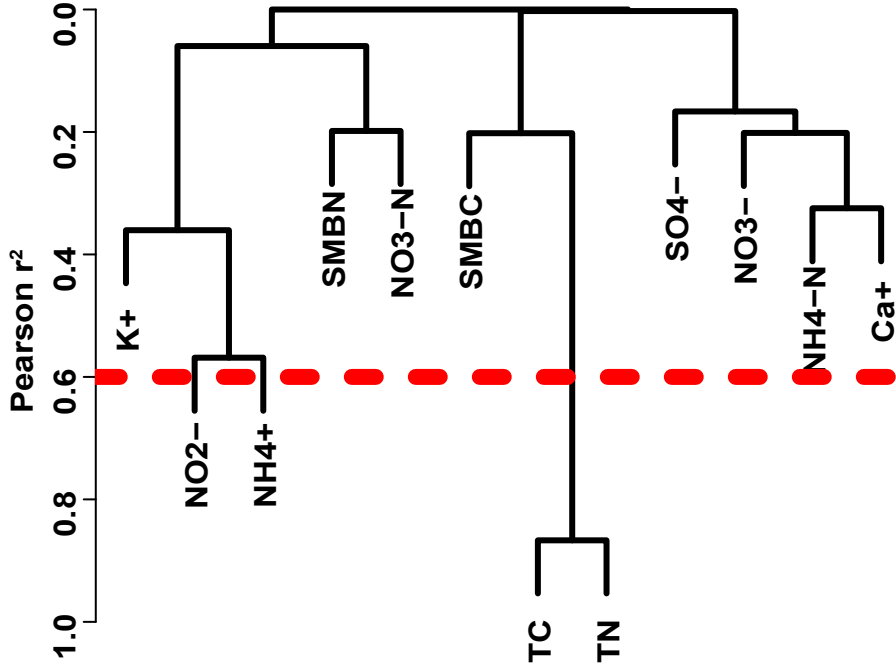 Pearson r²
0.0
0.2
0.4
0.6
0.8
1.0
K+
NO2−
NH4+
SMBN
NO3−N
SMBC
TC
TN
SO4−
NO3−
NH4−N
Ca+